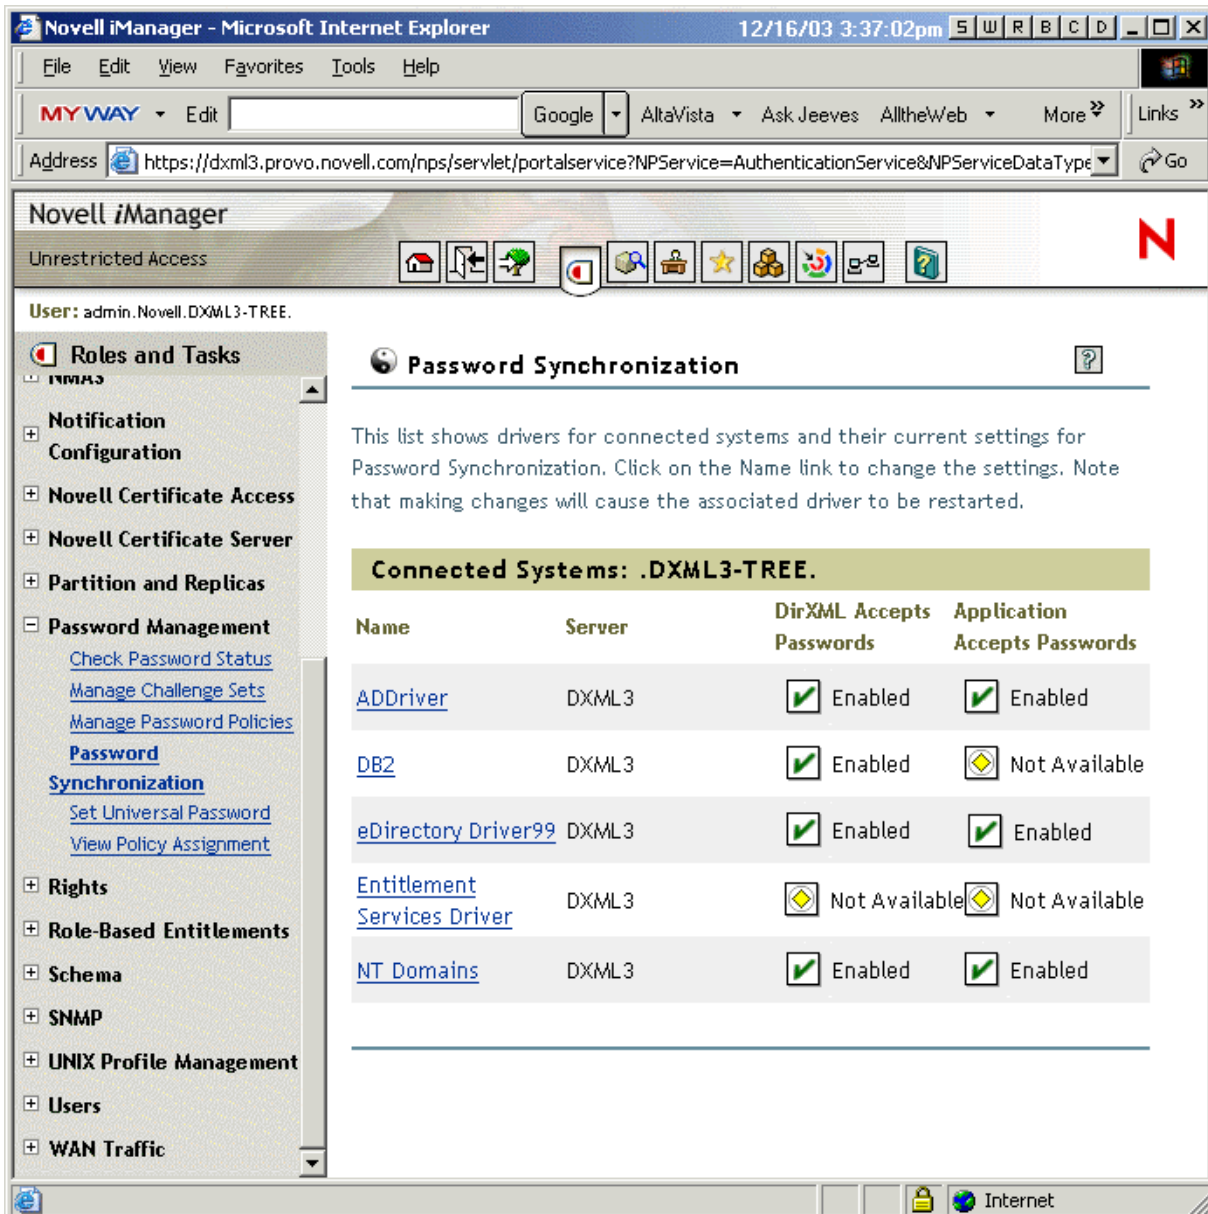 Novell iManager - Microsoft Internet Explorer 12/16/03 3:37:02pm S W R B C D
File Edit View Favorites Tools Help
MYWAY Edit Google AltaVista Ask Jeeves AlltheWeb More Links
Address https://dxml3.provo.novell.com/nps/servlet/portalservice?NPService=AuthenticationService&NPServiceDataType Go
Novell iManager
Unrestricted Access
N
User: admin.Novell.DXML3-TREE.
Roles and Tasks
NMAS
Notification
Configuration
Novell Certificate Access
Novell Certificate Server
Partition and Replicas
Password Management
Check Password Status
Manage Challenge Sets
Manage Password Policies
Password
Synchronization
Set Universal Password
View Policy Assignment
Rights
Role-Based Entitlements
Schema
SNMP
UNIX Profile Management
Users
WAN Traffic
Password Synchronization
This list shows drivers for connected systems and their current settings for
Password Synchronization. Click on the Name link to change the settings. Note
that making changes will cause the associated driver to be restarted.
Connected Systems: .DXML3-TREE.
Name Server DirXML Accepts Passwords Application Accepts Passwords
ADDriver DXML3 Enabled Enabled
DB2 DXML3 Enabled Not Available
eDirectory Driver99 DXML3 Enabled Enabled
Entitlement
Services Driver DXML3 Not Available Not Available
NT Domains DXML3 Enabled Enabled
Internet